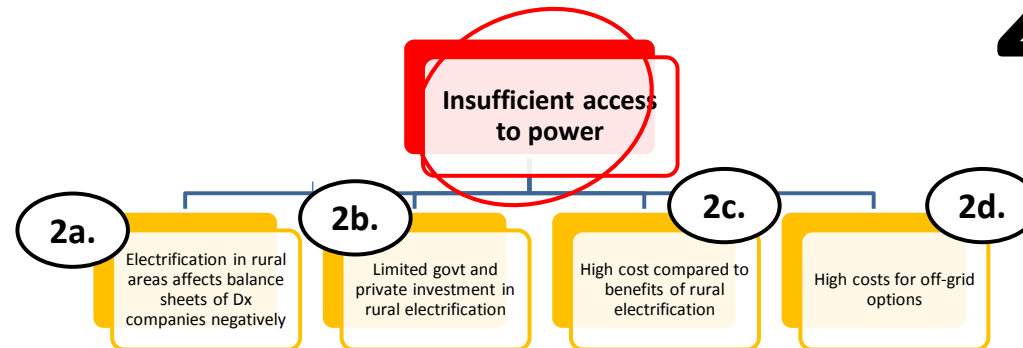 Insufficient access
to power
2a.
Electrification in rural
areas affects balance
sheets of Dx
companies negatively
2b.
Limited govt and
private investment in
rural electrification
2c.
High cost compared to
benefits of rural
electrification
2d.
High costs for off-grid
options